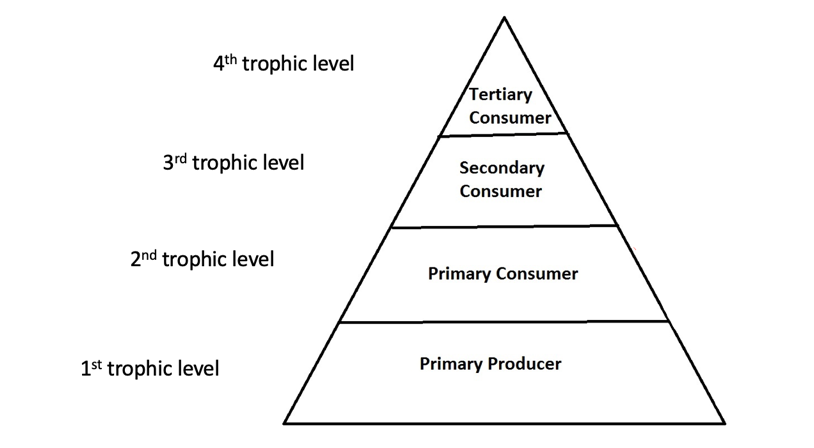 4th trophic level
Tertiary
Consumer
3rd trophic level
Secondary
Consumer
2nd trophic level
Primary Consumer
1st trophic level
Primary Producer